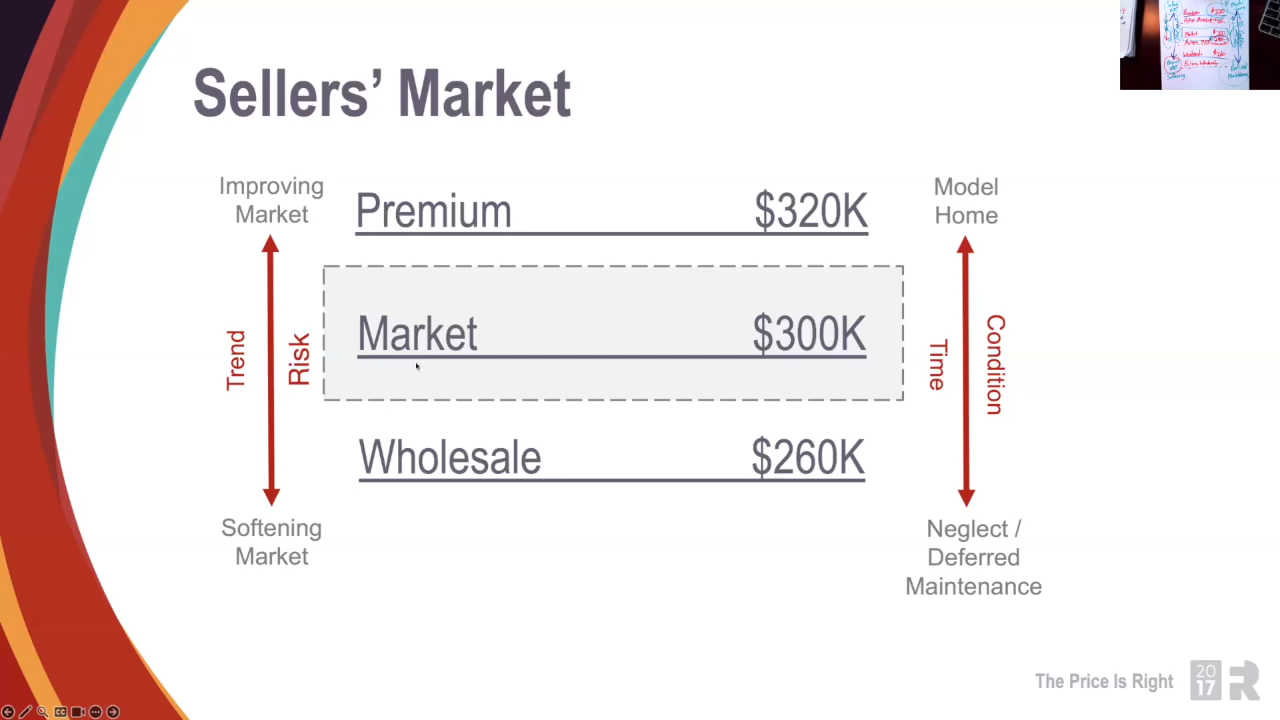 Sellers’ Market
Improving
Market
Premium $320K
Model
Home
Trend
Risk
Market $300K
Time
Condition
Wholesale $260K
Softening
Market
Neglect /
Deferred
Maintenance
The Price Is Right
20
17
R